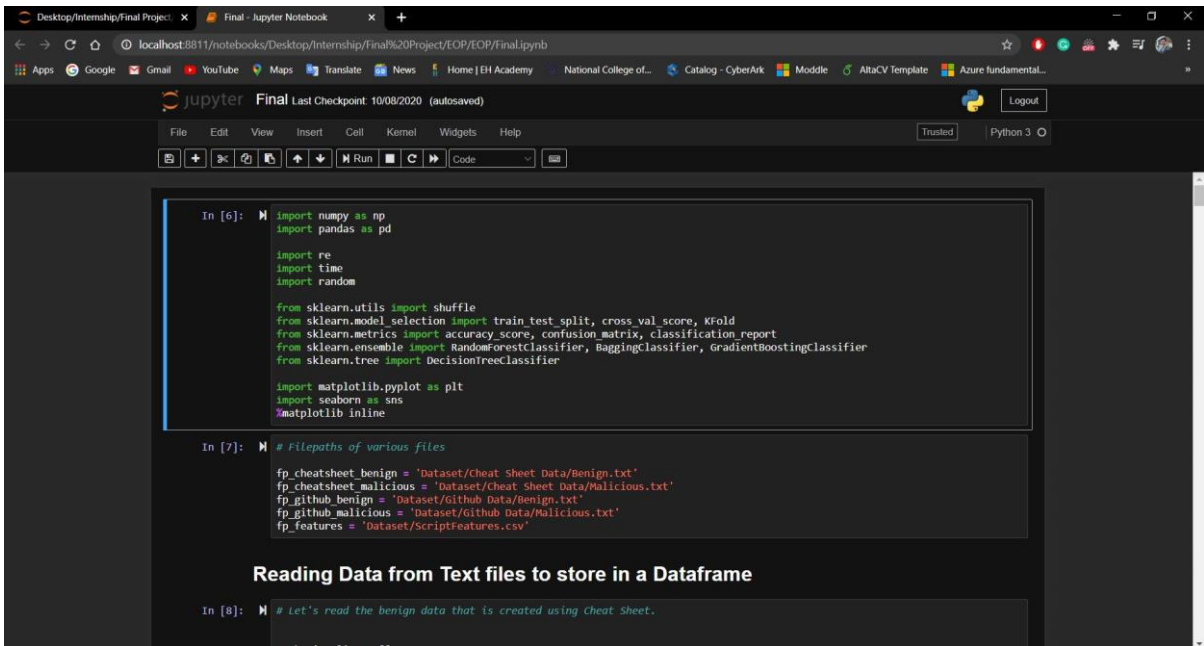 Desktop/Internship/Final Project
Final - Jupyter Notebook
localhost:8811/notebooks/Desktop/Internship/Final%20Project/EOP/EOP/Final.ipynb
Apps Google Gmail YouTube Maps Translate News Home | EH Academy National College of... Catalog - CyberArk Moddle AltaCV Template Azure fundamental...
jupyter Final Last Checkpoint: 10/08/2020 (autosaved)
Logout
File Edit View Insert Cell Kernel Widgets Help
Trusted Python 3
Run Code
In [6]: import numpy as np
import pandas as pd
import re
import time
import random
from sklearn.utils import shuffle
from sklearn.model_selection import train_test_split, cross_val_score, KFold
from sklearn.metrics import accuracy_score, confusion_matrix, classification_report
from sklearn.ensemble import RandomForestClassifier, BaggingClassifier, GradientBoostingClassifier
from sklearn.tree import DecisionTreeClassifier
import matplotlib.pyplot as plt
import seaborn as sns
%matplotlib inline
In [7]: # Filepaths of various files
fp_cheatsheet_benign = 'Dataset/Cheat Sheet Data/Benign.txt'
fp_cheatsheet_malicious = 'Dataset/Cheat Sheet Data/Malicious.txt'
fp_github_benign = 'Dataset/Github Data/Benign.txt'
fp_github_malicious = 'Dataset/Github Data/Malicious.txt'
fp_features = 'Dataset/ScriptFeatures.csv'
Reading Data from Text files to store in a Dataframe
In [8]: # Let's read the benign data that is created using Cheat Sheet.